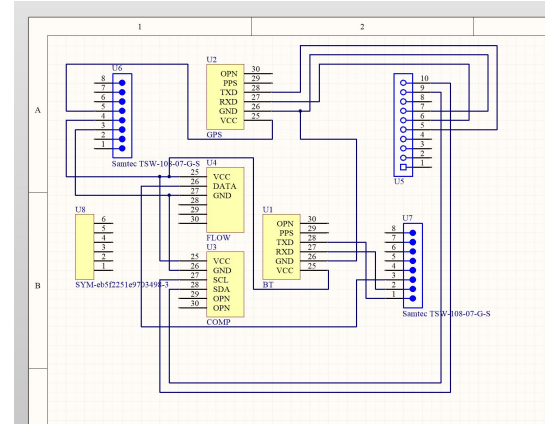 1 2
A
B
U6
8
7
6
5
4
3
2
1
Samtec TSW-108-07-G-S
U2
OPN 30
PPS 29
TXD 28
RXD 27
GND 26
VCC 25
GPS
10
9
8
7
6
5
4
3
2
1
U5
U4
25 VCC
26 DATA
27 GND
28
29
30
FLOW
U8
6
5
4
3
2
1
SYM-eb5f2251e9703498-3
U3
25 VCC
26 GND
27 SCL
28 SDA
29 OPN
30 OPN
COMP
U1
OPN 30
PPS 29
TXD 28
RXD 27
GND 26
VCC 25
BT
U7
8
7
6
5
4
3
2
1
Samtec TSW-108-07-G-S